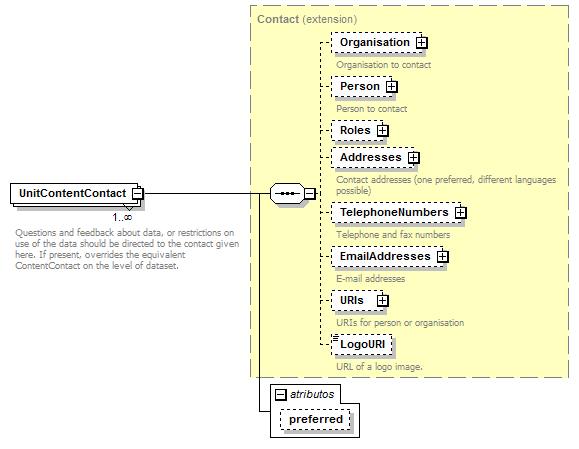 Contact (extension)
Organisation
Organisation to contact
Person
Person to contact
Roles
Addresses
Contact addresses (one preferred, different languages
possible)
UnitContentContact
1..∞
Questions and feedback about data, or restrictions on
use of the data should be directed to the contact given
here. If present, overrides the equivalent
ContentContact on the level of dataset.
TelephoneNumbers
Telephone and fax numbers
EmailAddresses
E-mail addresses
URIs
URIs for person or organisation
LogoURI
URL of a logo image.
atributos
preferred